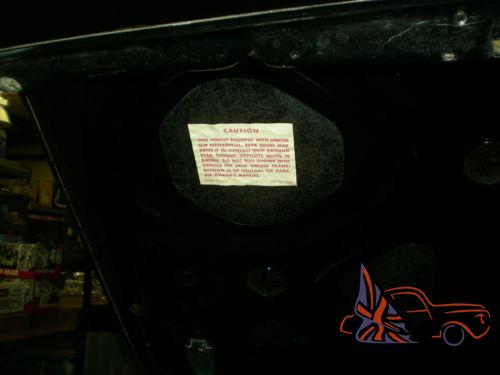 CAUTION
THIS VEHICLE EQUIPPED WITH LIMITED
SLIP DIFFERENTIAL. REAR WHEEL MAY
DRIVE IF IN CONTACT WITH GROUND
EVEN THROUGH OPPOSITE WHEEL IS
RAISED. DO NOT RUN ENGINE WITH
VEHICLE ON JACK UNLESS TRANS-
MISSION IS IN NEUTRAL OR PARK.
SEE OWNER'S MANUAL.